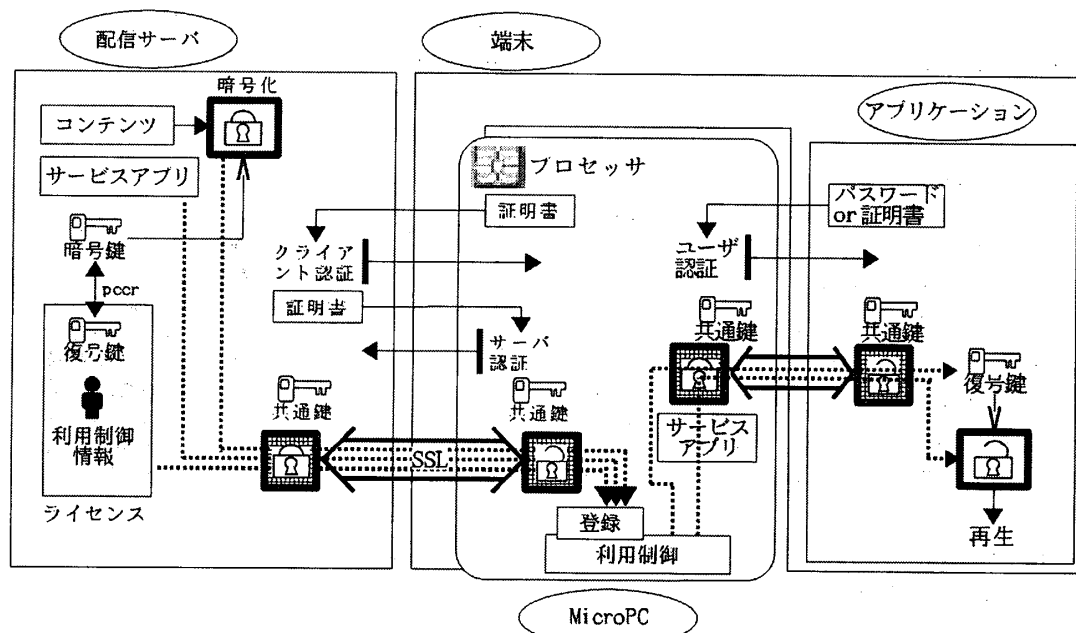 配信サーバ
端末
暗号化
コンテンツ
アプリケーション
サービスアプリ
プロセッサ
証明書
パスワード
or 証明書
暗号鍵
クライア
ント認証
ユーザ
認証
pccr
証明書
復号鍵
サーバ
認証
共通鍵
共通鍵
利用制御
情報
共通鍵
共通鍵
復号鍵
サービス
アプリ
SSL
ライセンス
登録
利用制御
再生
MicroPC